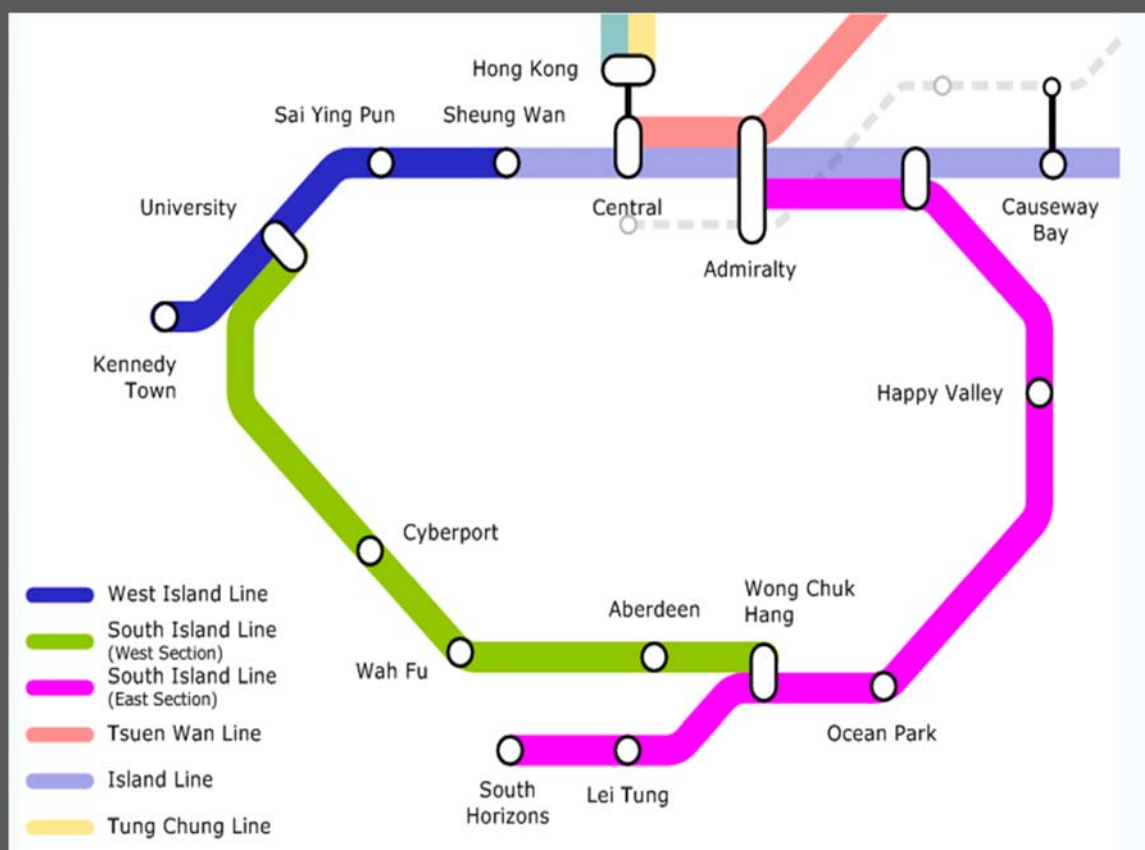 Hong Kong
Sai Ying Pun
Sheung Wan
University
Central
Causeway
Bay
Admiralty
Kennedy
Town
Happy Valley
Cyberport
Wong Chuk
Hang
Aberdeen
Wah Fu
Ocean Park
South
Horizons
Lei Tung
West Island Line
South Island Line
(West Section)
South Island Line
(East Section)
Tsuen Wan Line
Island Line
Tung Chung Line